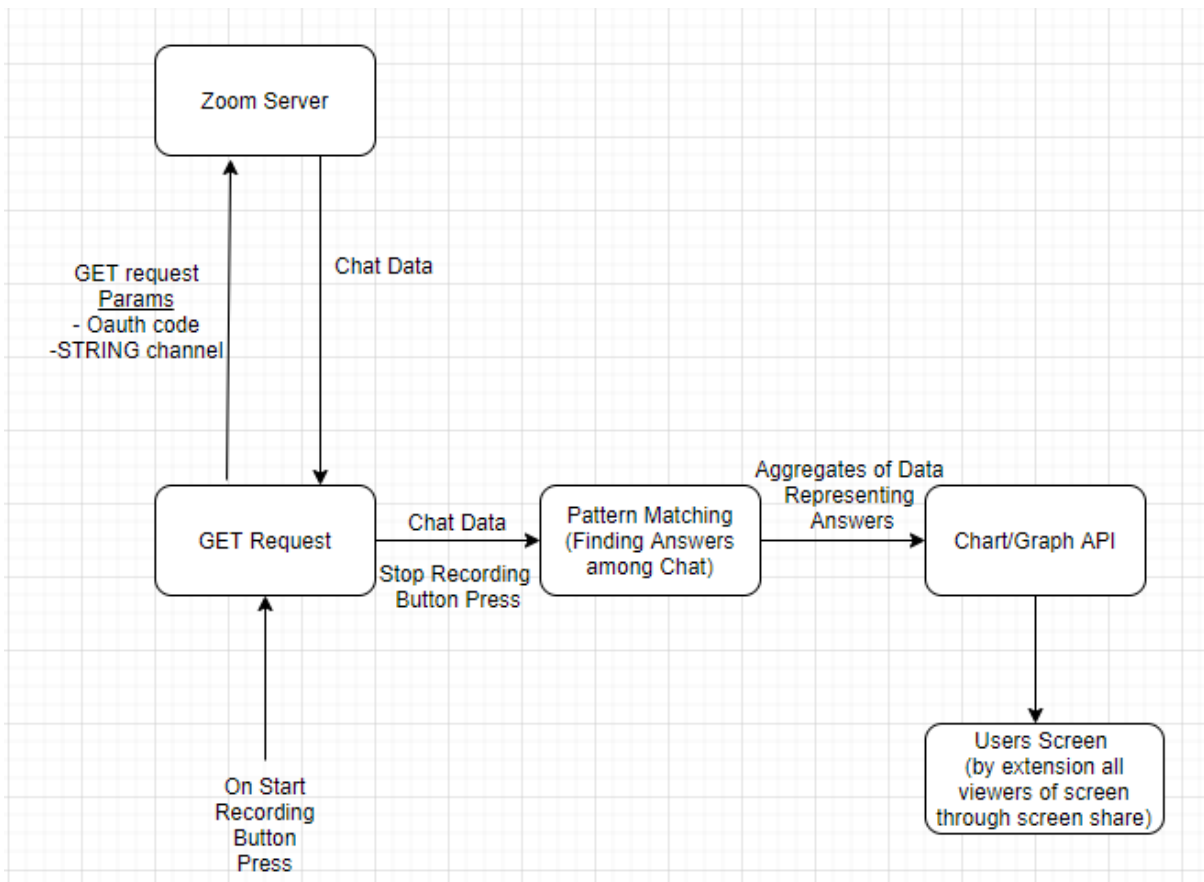 Zoom Server
GET request
Params
- Oauth code
-STRING channel
Chat Data
GET Request
Chat Data
Stop Recording
Button Press
Pattern Matching
(Finding Answers
among Chat)
Aggregates of Data
Representing
Answers
Chart/Graph API
On Start
Recording
Button
Press
Users Screen
(by extension all
viewers of screen
through screen share)